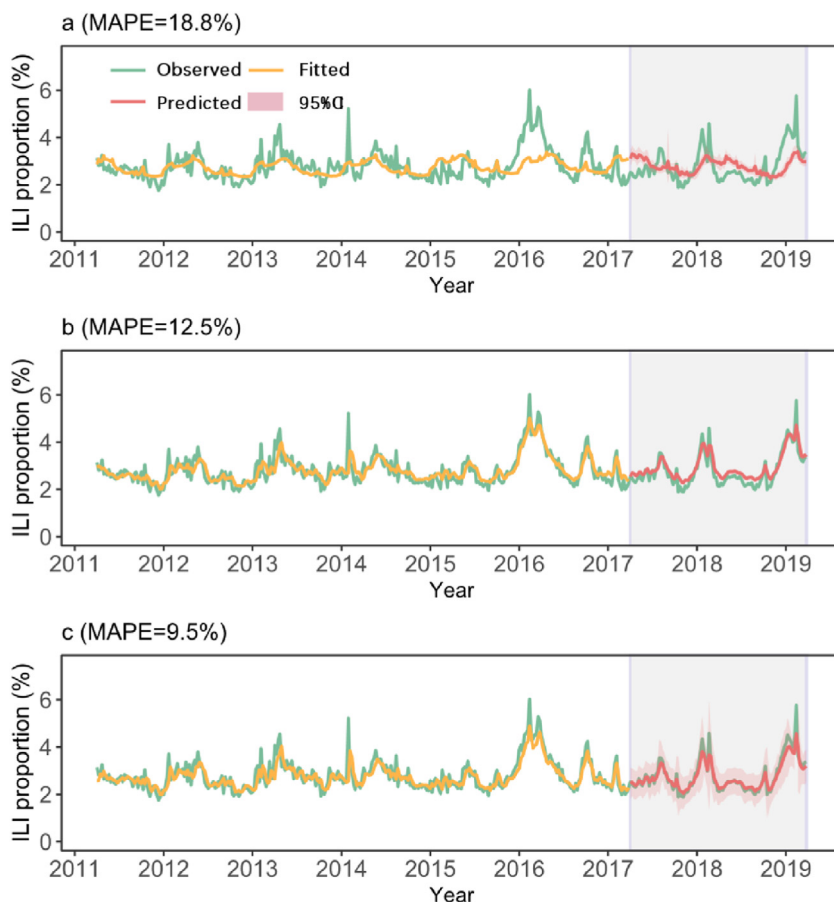 a (MAPE=18.8%)
ILI proportion (%)
6
4
2
0
Observed Fitted
Predicted 95%CI
2011 2012 2013 2014 2015 2016 2017 2018 2019
Year
b (MAPE=12.5%)
ILI proportion (%)
6
4
2
0
2011 2012 2013 2014 2015 2016 2017 2018 2019
Year
c (MAPE=9.5%)
ILI proportion (%)
6
4
2
0
2011 2012 2013 2014 2015 2016 2017 2018 2019
Year